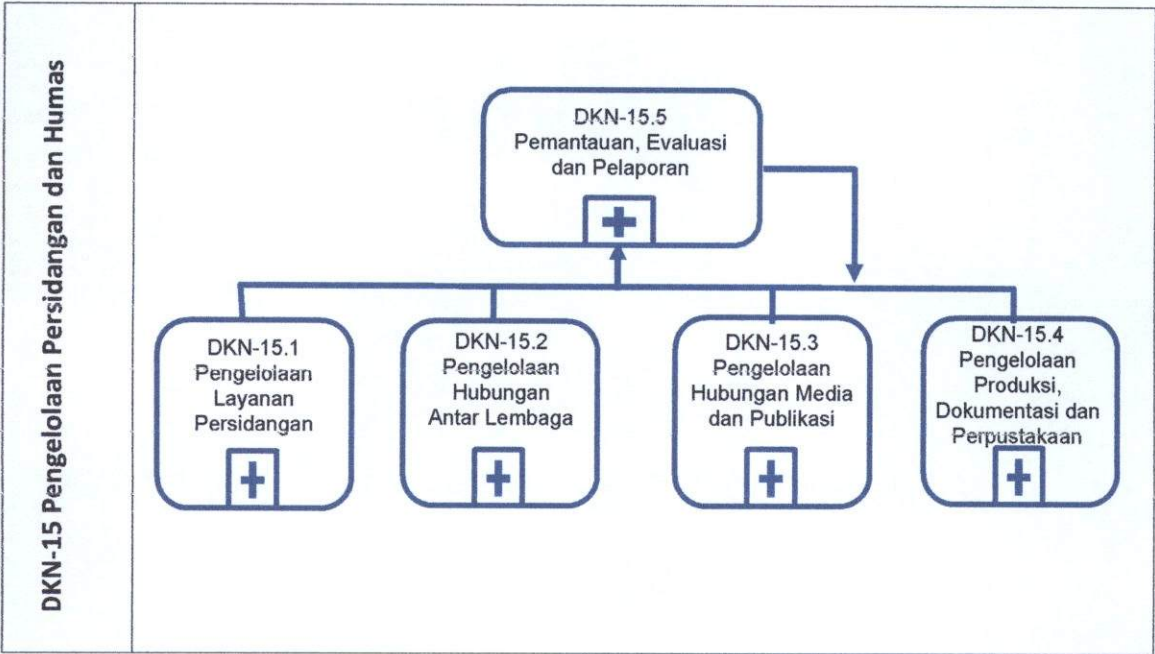 DKN-15 Pengelolaan Persidangan dan Humas
DKN-15.5
Pemantauan, Evaluasi
dan Pelaporan
DKN-15.1
Pengelolaan
Layanan
Persidangan
DKN-15.2
Pengelolaan
Hubungan
Antar Lembaga
DKN-15.3
Pengelolaan
Hubungan Media
dan Publikasi
DKN-15.4
Pengelolaan
Produksi,
Dokumentasi dan
Perpustakaan